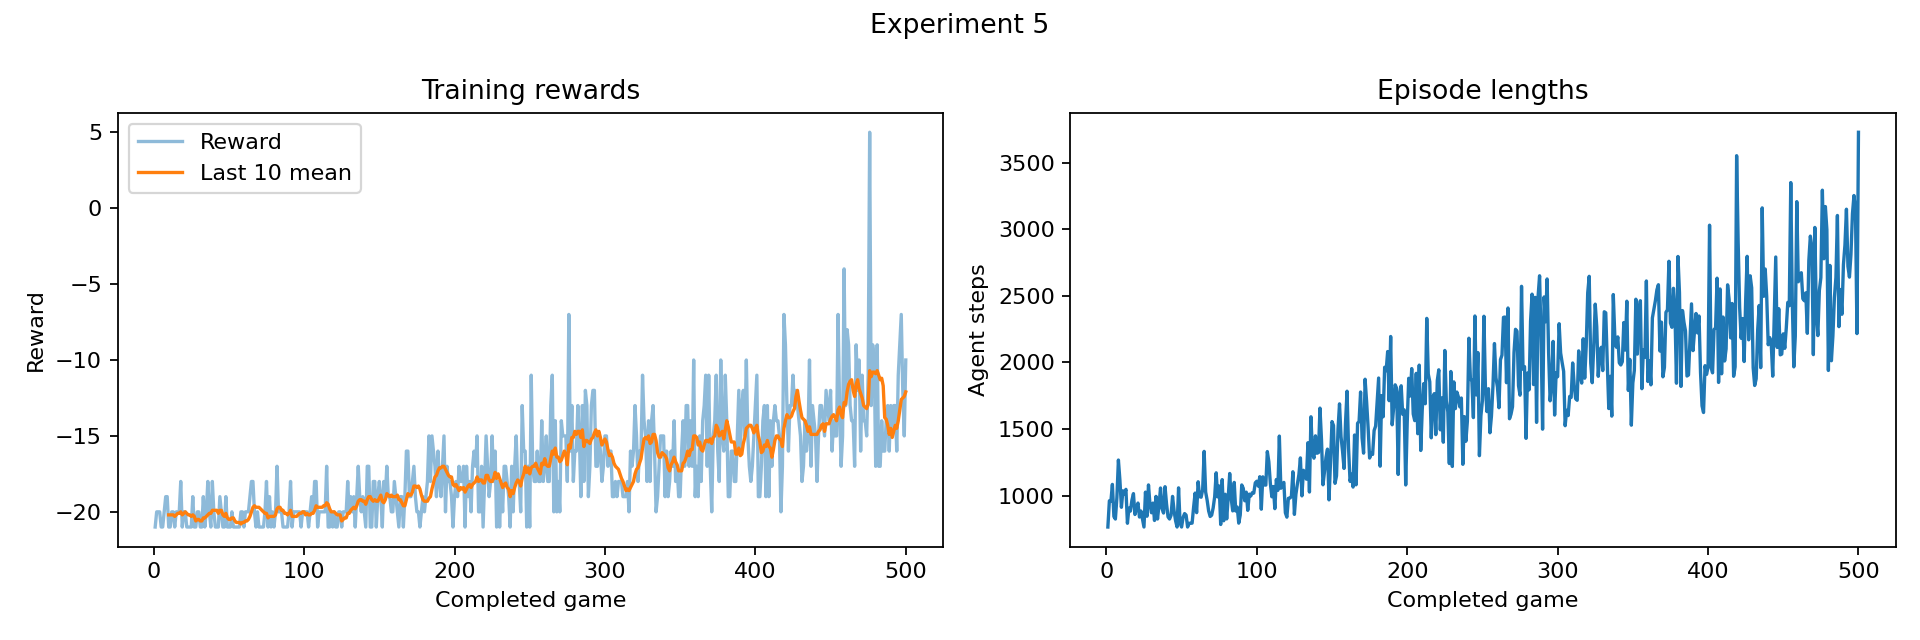 Experiment 5
Training rewards
Reward
Last 10 mean
5
0
−5
−10
−15
−20
Reward
0 100 200 300 400 500
Completed game
Episode lengths
3500
3000
2500
2000
1500
1000
Agent steps
0 100 200 300 400 500
Completed game